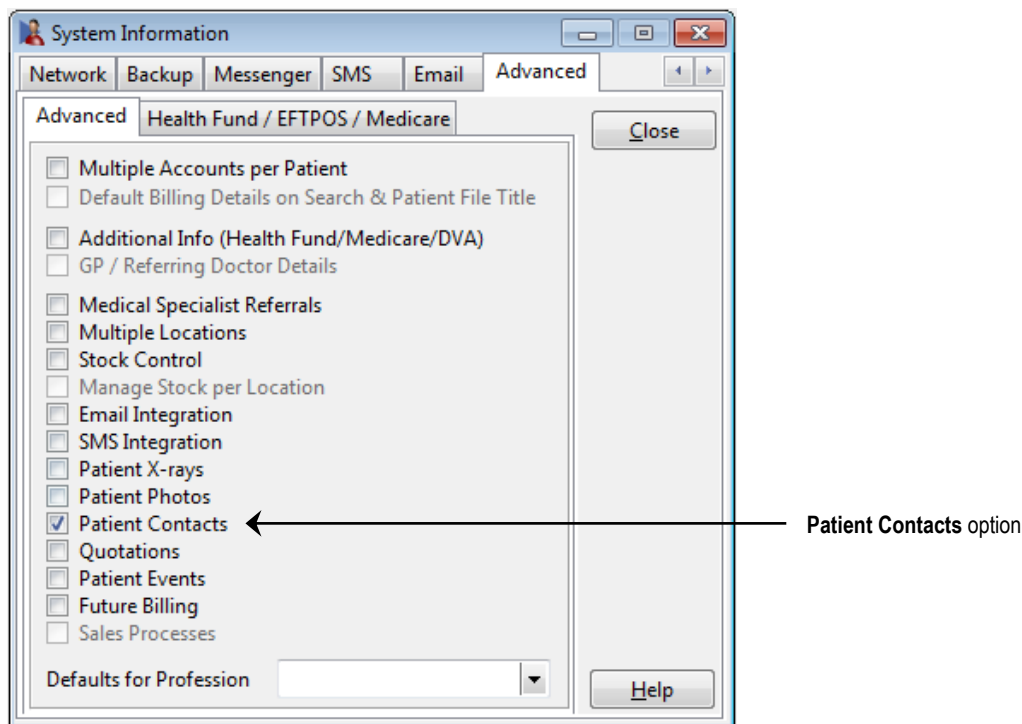 System Information
Network Backup Messenger SMS Email Advanced
Advanced Health Fund / EFTPOS / Medicare
Close
Multiple Accounts per Patient
Default Billing Details on Search & Patient File Title
Additional Info (Health Fund/Medicare/DVA)
GP / Referring Doctor Details
Medical Specialist Referrals
Multiple Locations
Stock Control
Manage Stock per Location
Email Integration
SMS Integration
Patient X-rays
Patient Photos
Patient Contacts
Patient Contacts option
Quotations
Patient Events
Future Billing
Sales Processes
Defaults for Profession
Help